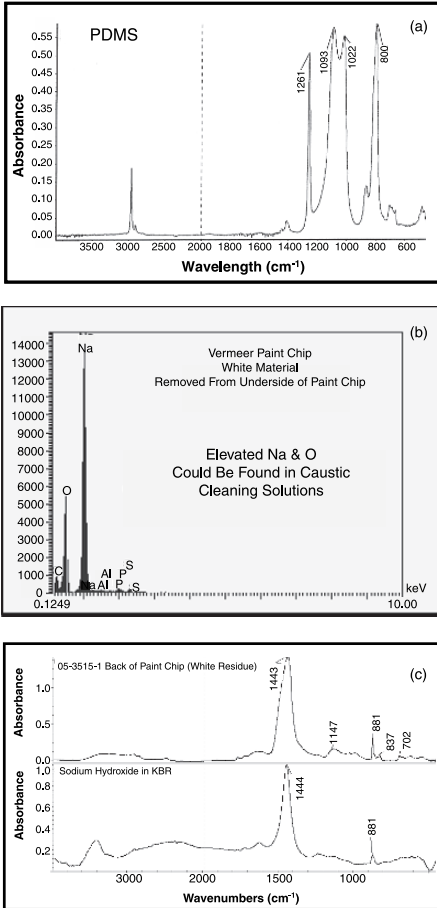 (a)
PDMS
0.55
0.50
0.45
0.40
0.35
0.30
0.25
0.20
0.15
0.10
0.05
0.00
Absorbance
1261
1093
1022
800
3500 3000 2500 2000 1800 1600 1400 1200 1000 800 600
Wavelength (cm⁻¹)
(b)
14000
13000
12000
11000
10000
9000
8000
7000
6000
5000
4000
3000
2000
1000
0
Na
Vermeer Paint Chip
White Material
Removed From Underside of Paint Chip
Elevated Na & O
Could Be Found in Caustic
Cleaning Solutions
O
C
Al P S
Na Al P S
keV
0.1249 10.00
(c)
05-3515-1 Back of Paint Chip (White Residue)
Absorbance
1.0
0.5
0.0
1443
1147
881
837
702
Sodium Hydroxide in KBR
Absorbance
1.0
0.8
0.6
0.4
0.2
1444
881
3000 2000 1000
Wavenumbers (cm⁻¹)